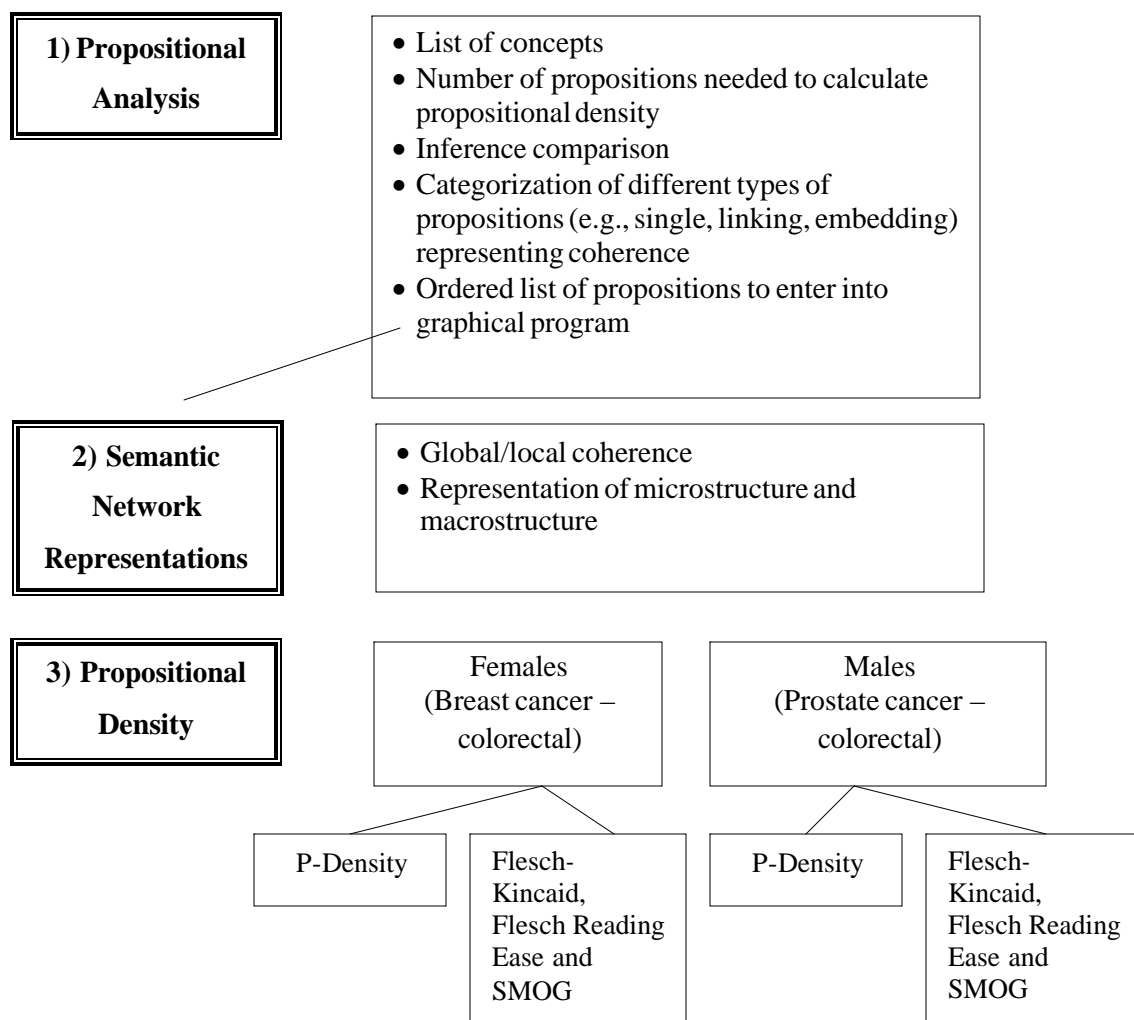 1) Propositional
Analysis
• List of concepts
• Number of propositions needed to calculate
propositional density
• Inference comparison
• Categorization of different types of
propositions (e.g., single, linking, embedding)
representing coherence
• Ordered list of propositions to enter into
graphical program
2) Semantic
Network
Representations
• Global/local coherence
• Representation of microstructure and
macrostructure
3) Propositional
Density
Females
(Breast cancer –
colorectal)
Males
(Prostate cancer –
colorectal)
P-Density
Flesch-
Kincaid,
Flesch Reading
Ease and
SMOG
P-Density
Flesch-
Kincaid,
Flesch Reading
Ease and
SMOG